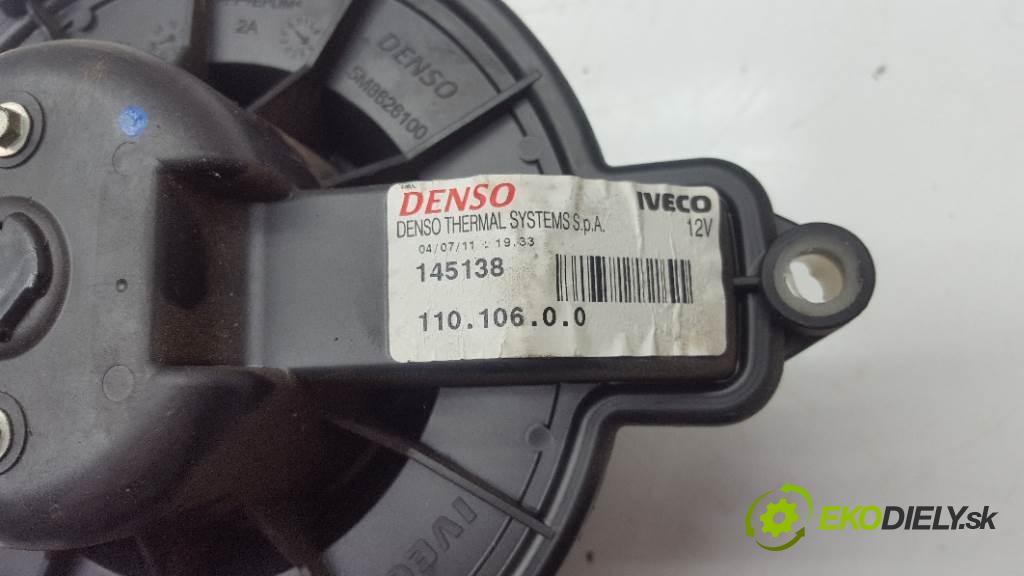 2A
DENSO
5M8626100
DENSO
IVECO
DENSO THERMAL SYSTEMS S.p.A.
12V
04/07/11 : 19.33
145138
110.106.0.0
EKODIELY.sk